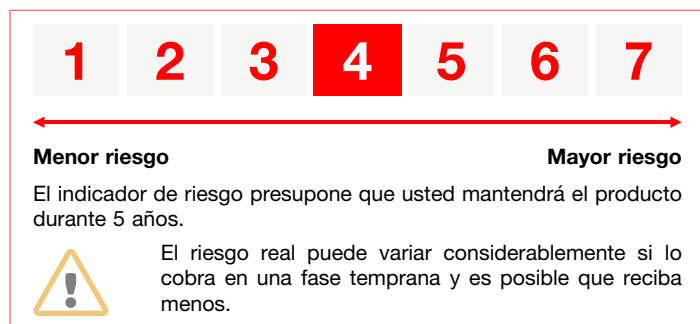 1 2 3 4 5 6 7
Menor riesgo Mayor riesgo
El indicador de riesgo presupone que usted mantendrá el producto
durante 5 años.
El riesgo real puede variar considerablemente si lo
cobra en una fase temprana y es posible que reciba
menos.